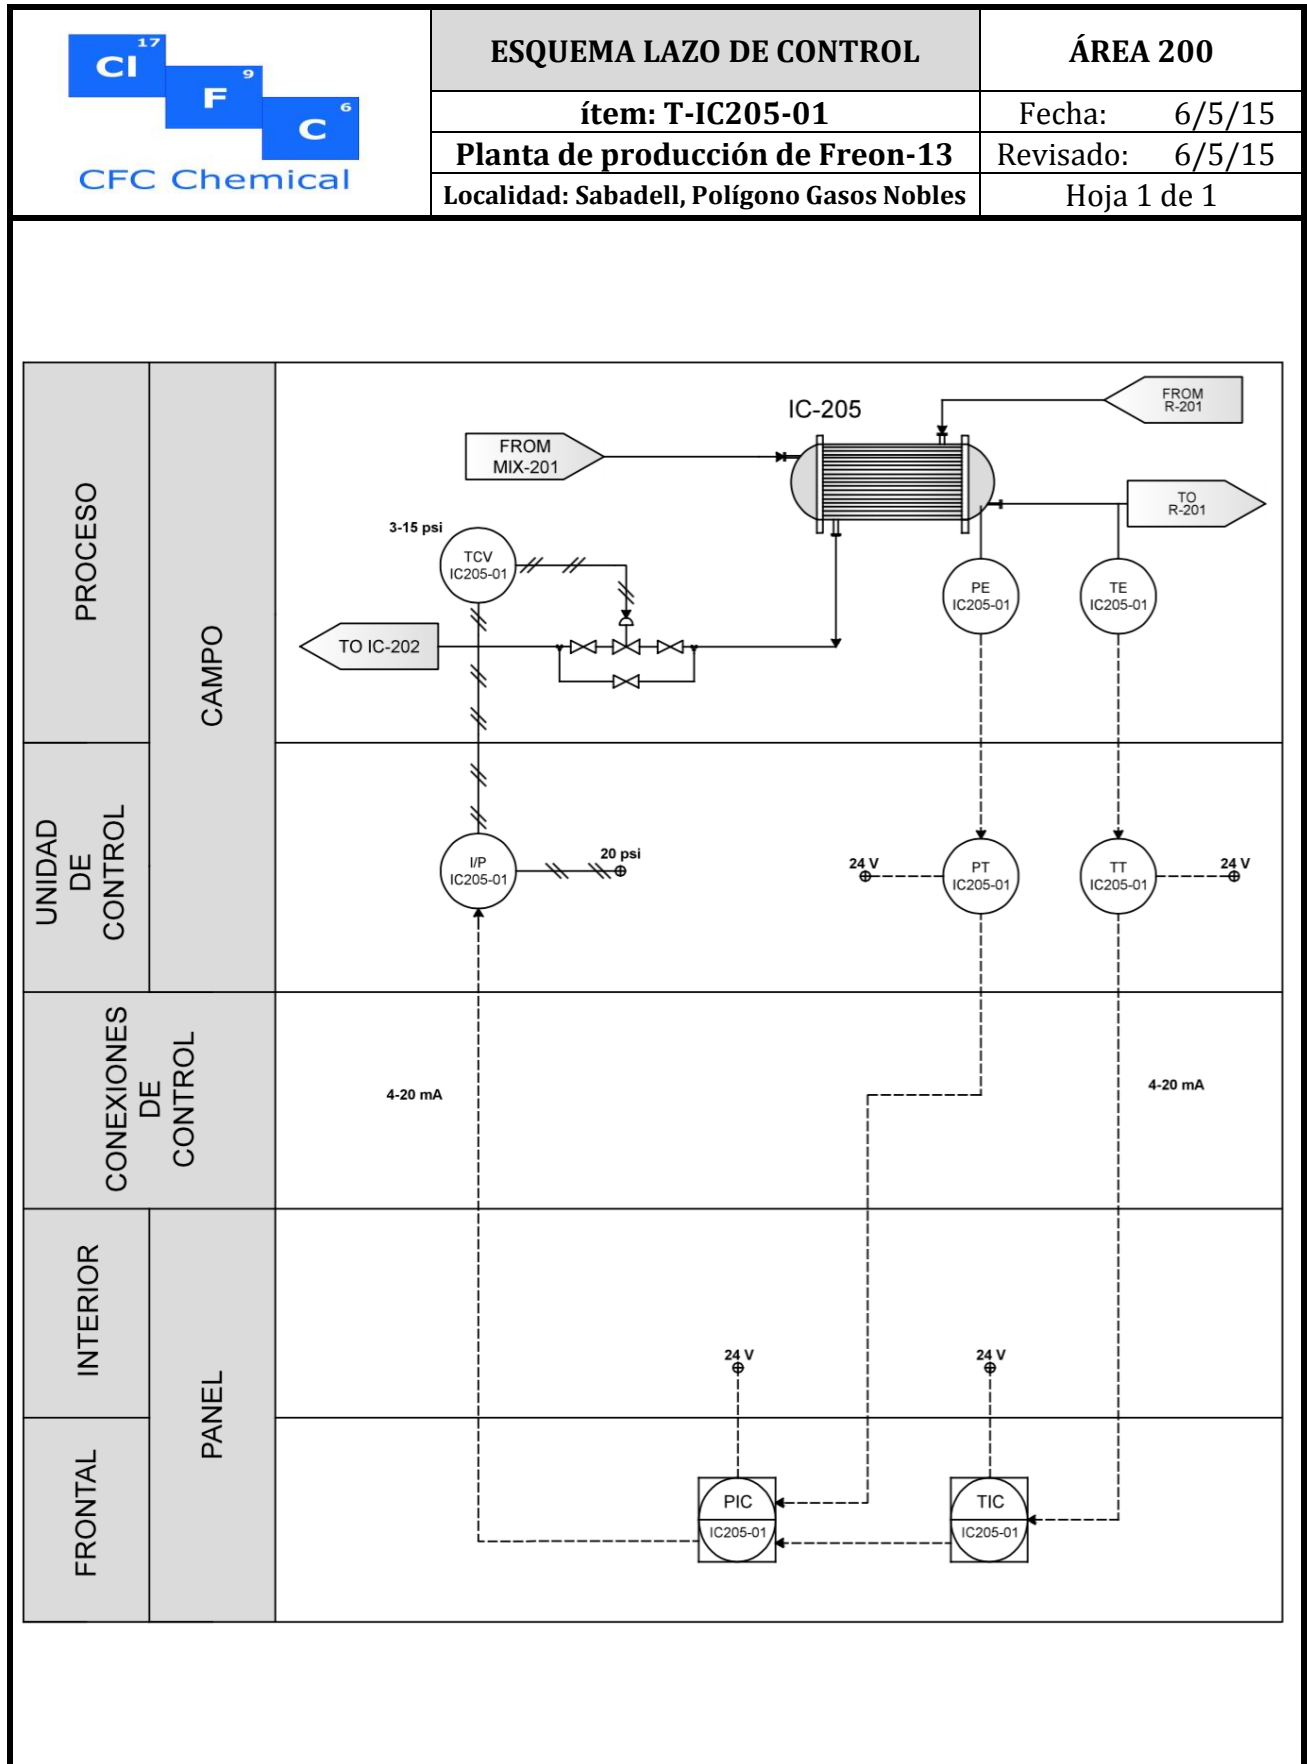 Cl 17
F 9
C 6
CFC Chemical
ESQUEMA LAZO DE CONTROL
ÁREA 200
ítem: T-IC205-01
Fecha: 6/5/15
Planta de producción de Freon-13
Revisado: 6/5/15
Localidad: Sabadell, Polígono Gasos Nobles
Hoja 1 de 1
PROCESO
CAMPO
IC-205
FROM
R-201
FROM
MIX-201
TO
R-201
3-15 psi
TCV
IC205-01
PE
IC205-01
TE
IC205-01
TO IC-202
UNIDAD
DE
CONTROL
I/P
IC205-01
20 psi
24 V
PT
IC205-01
TT
IC205-01
24 V
CONEXIONES
DE
CONTROL
4-20 mA
4-20 mA
INTERIOR
PANEL
24 V
24 V
FRONTAL
PIC
IC205-01
TIC
IC205-01